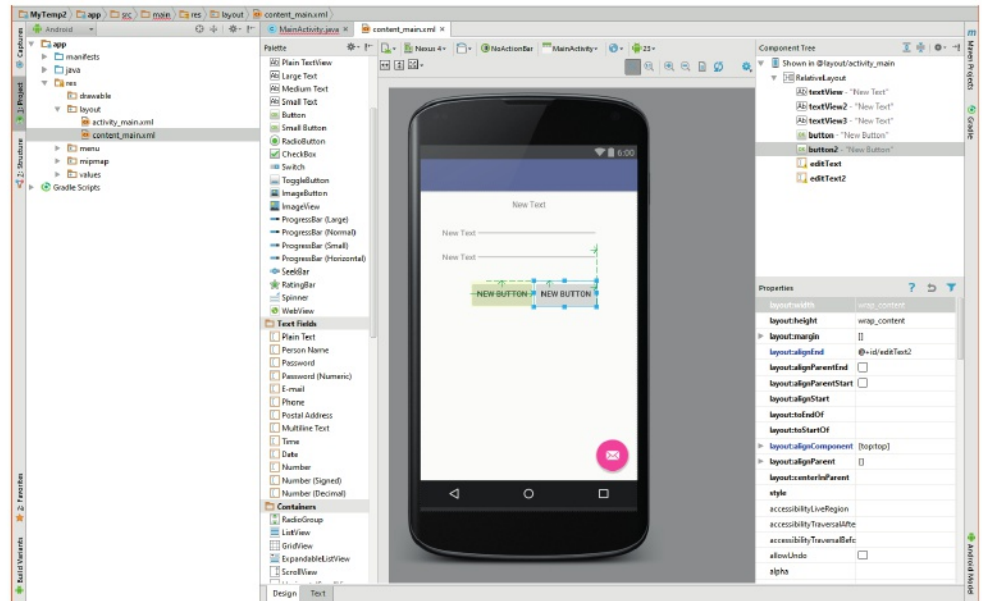 MyTemp2 app src main res layout content_main.xml
Android
MainActivity.java × content_main.xml ×
Captures
1: Project
2: Structure
2: Favorites
Build Variants
app
manifests
java
res
drawable
layout
activity_main.xml
content_main.xml
menu
mipmap
values
Gradle Scripts
Palette
Plain TextView
Large Text
Medium Text
Small Text
Button
Small Button
RadioButton
CheckBox
Switch
ToggleButton
ImageButton
ImageView
ProgressBar (Large)
ProgressBar (Normal)
ProgressBar (Small)
ProgressBar (Horizontal)
SeekBar
RatingBar
Spinner
WebView
Text Fields
Plain Text
Person Name
Password
Password (Numeric)
E-mail
Phone
Postal Address
Multiline Text
Time
Date
Number
Number (Signed)
Number (Decimal)
Containers
RadioGroup
ListView
GridView
ExpandableListView
ScrollView
Design Text
Nexus 4 NoActionBar MainActivity 23
6:00
New Text
New Text
New Text
NEW BUTTON NEW BUTTON
Component Tree
Shown in @layout/activity_main
RelativeLayout
textView - "New Text"
textView2 - "New Text"
textView3 - "New Text"
button - "New Button"
button2 - "New Button"
editText
editText2
Properties
layout:width wrap_content
layout:height wrap_content
layout:margin []
layout:alignEnd @+id/editText2
layout:alignParentEnd
layout:alignParentStart
layout:alignStart
layout:toEndOf
layout:toStartOf
layout:alignComponent [top:top]
layout:alignParent []
layout:centerInParent
style
accessibilityLiveRegion
accessibilityTraversalAfte
accessibilityTraversalBefc
allowUndo
alpha
Maven Projects
Gradle
Android Model